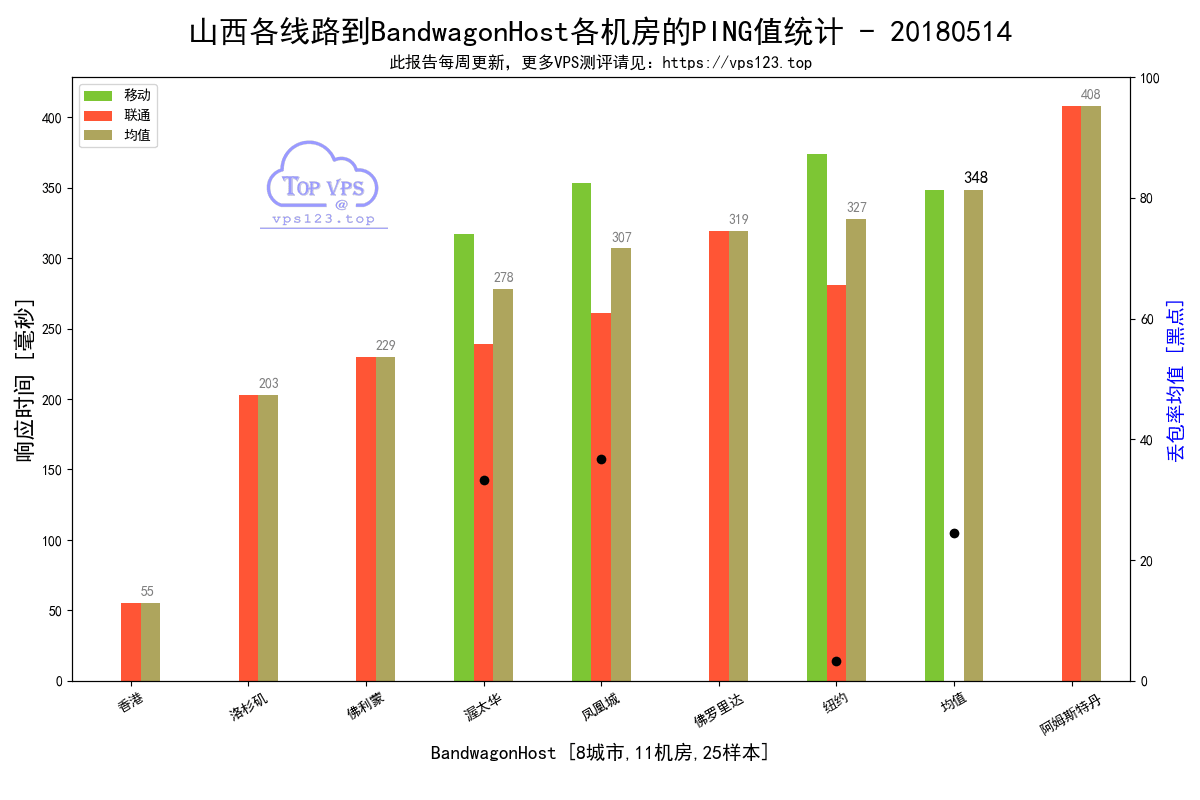 山西各线路到BandwagonHost各机房的PING值统计 - 20180514
此报告每周更新，更多VPS测评请见：https://vps123.top
移动
联通
均值
TOP VPS
@
vps123.top
响应时间 [毫秒]
400
350
300
250
200
150
100
50
0
55
203
229
278
307
319
327
348
408
100
80
60
40
20
0
丢包率均值 [黑点]
香港
洛杉矶
佛利蒙
渥太华
凤凰城
佛罗里达
纽约
均值
阿姆斯特丹
BandwagonHost [8城市,11机房,25样本]